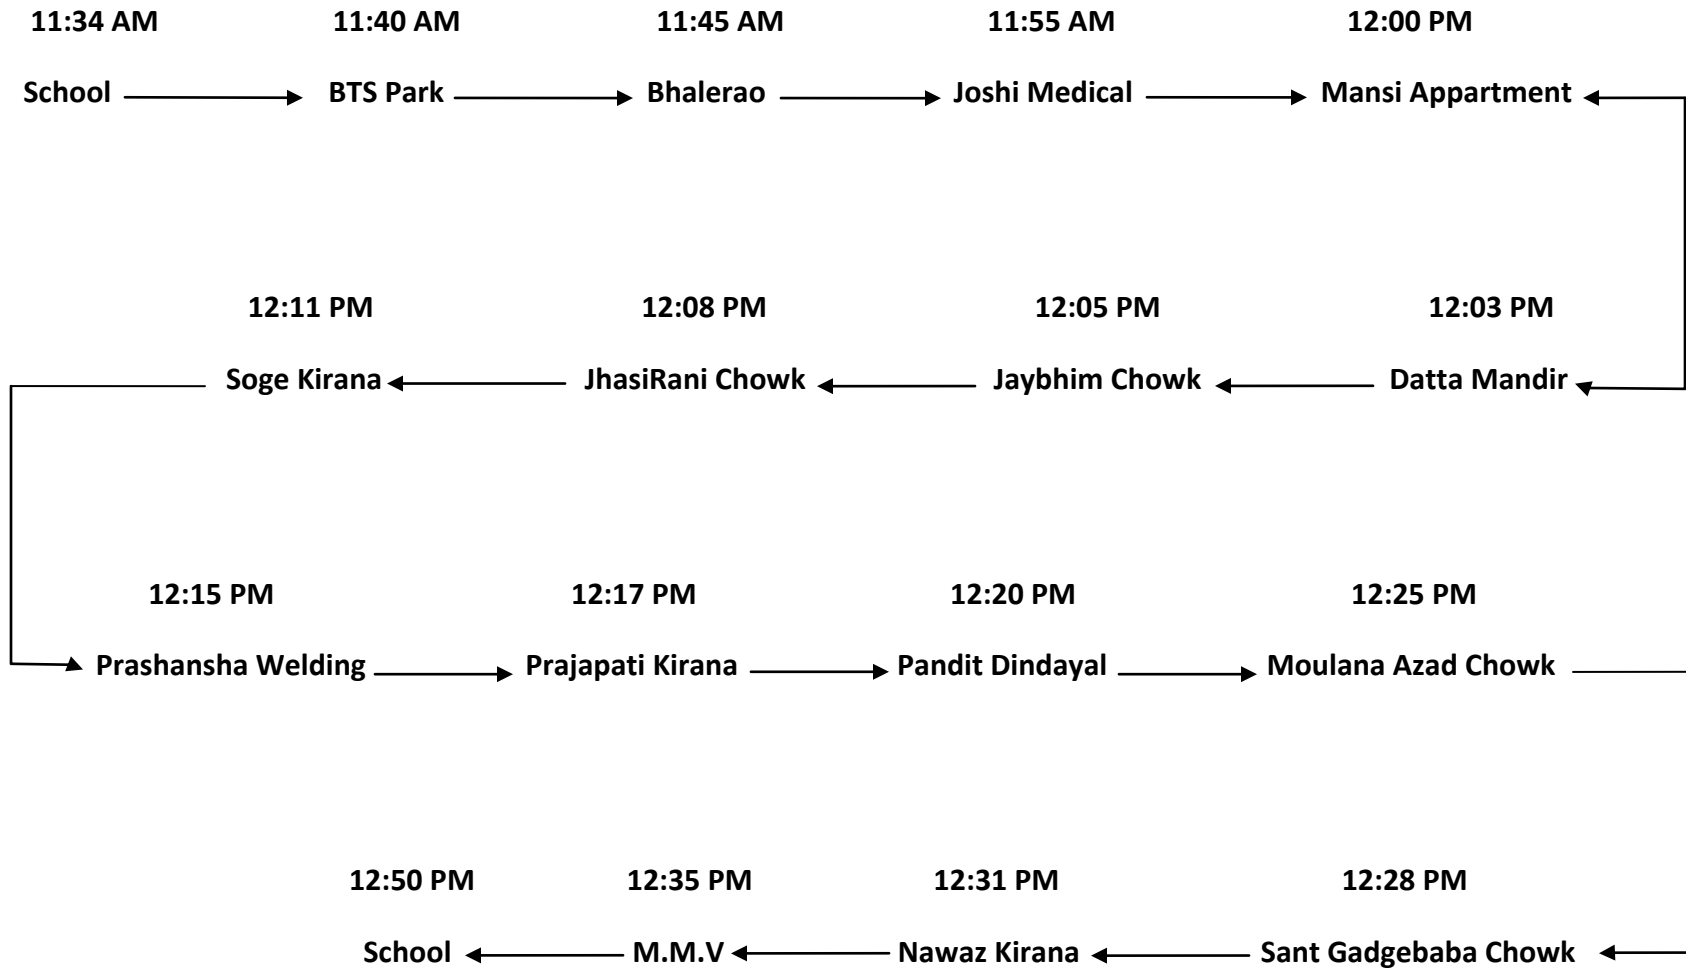 11:34 AM 11:40 AM 11:45 AM 11:55 AM 12:00 PM
School BTS Park Bhalerao Joshi Medical Mansi Appartment
12:11 PM 12:08 PM 12:05 PM 12:03 PM
Soge Kirana JhasiRani Chowk Jaybhim Chowk Datta Mandir
12:15 PM 12:17 PM 12:20 PM 12:25 PM
Prashansha Welding Prajapati Kirana Pandit Dindayal Moulana Azad Chowk
12:50 PM 12:35 PM 12:31 PM 12:28 PM
School M.M.V Nawaz Kirana Sant Gadgebaba Chowk